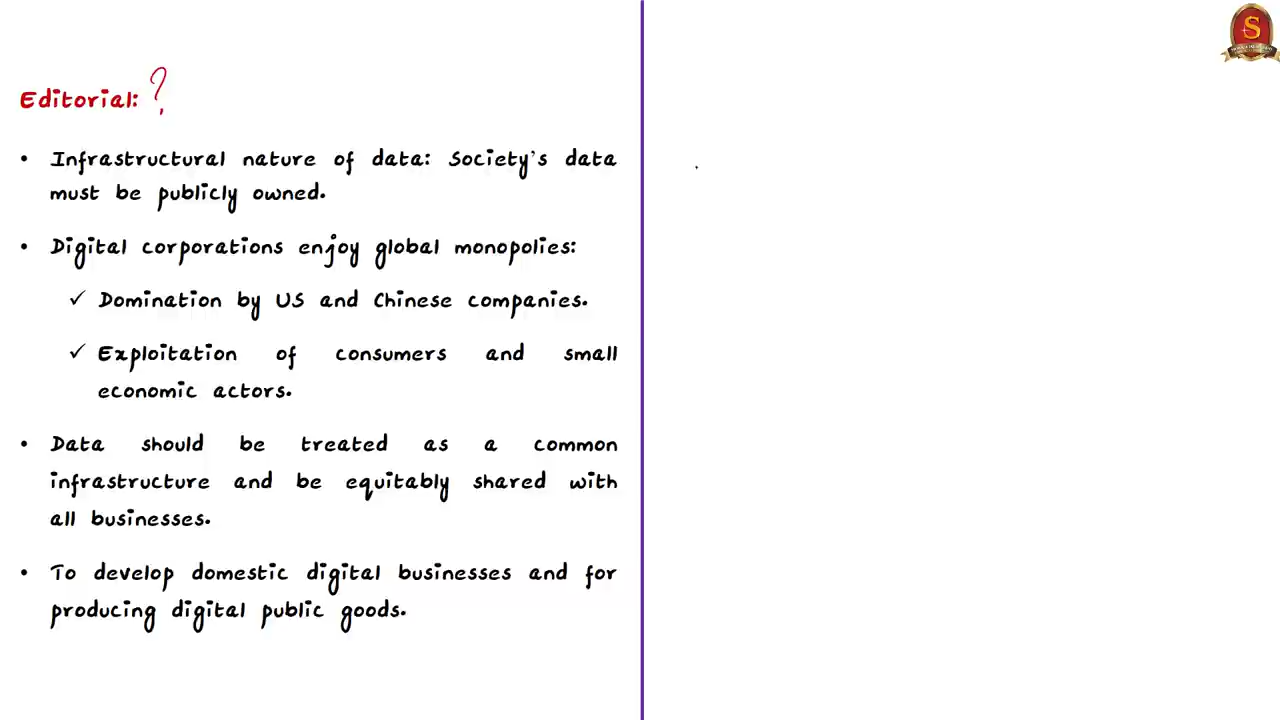 Editorial: ?
• Infrastructural nature of data: Society's data
must be publicly owned.
• Digital corporations enjoy global monopolies:
✓ Domination by US and Chinese companies.
✓ Exploitation of consumers and small
economic actors.
• Data should be treated as a common
infrastructure and be equitably shared with
all businesses.
• To develop domestic digital businesses and for
producing digital public goods.
S